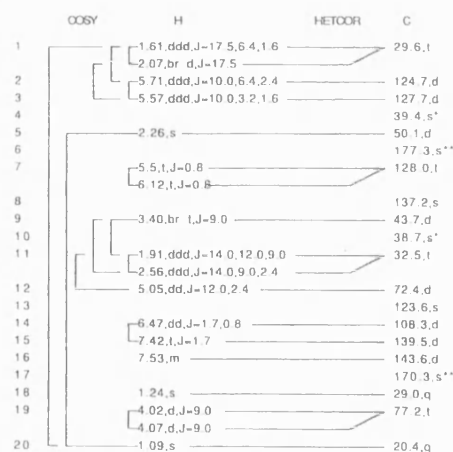 COSY H HETCOR C
1 1.61,ddd,J=17.5,6.4,1.6 29.6,t
2.07,br d,J=17.5
2 5.71,ddd,J=10.0,6.4,2.4 124.7,d
3 5.57,ddd,J=10.0,3.2,1.6 127.7,d
4 39.4,s*
5 2.26,s 50.1,d
6 177.3,s**
7 5.5,t,J=0.8 128.0,t
6.12,t,J=0.8
8 137.2,s
9 3.40,br t,J=9.0 43.7,d
10 38.7,s*
11 1.91,ddd,J=14.0,12.0,9.0 32.5,t
2.56,ddd,J=14.0,9.0,2.4
12 5.05,dd,J=12.0,2.4 72.4,d
13 123.6,s
14 6.47,dd,J=1.7,0.8 108.3,d
15 7.42,t,J=1.7 139.5,d
16 7.53,m 143.6,d
17 170.3,s**
18 1.24,s 29.0,q
19 4.02,d,J=9.0 77.2,t
4.07,d,J=9.0
20 1.09,s 20.4,q